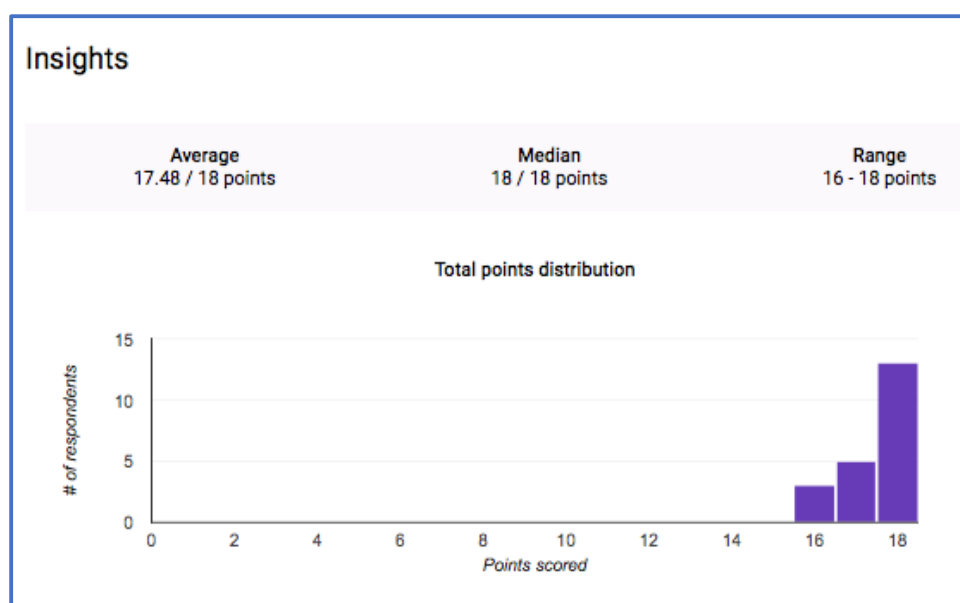 Insights
Average
17.48 / 18 points
Median
18 / 18 points
Range
16 - 18 points
Total points distribution
# of respondents
15
10
5
0
0 2 4 6 8 10 12 14 16 18
Points scored